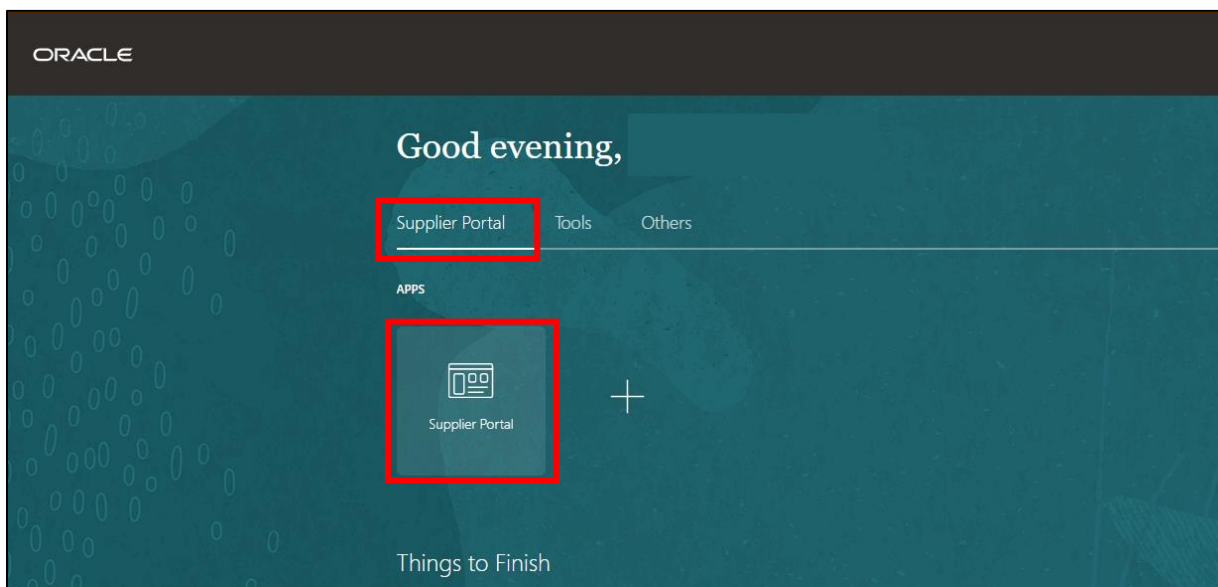 ORACLE
Good evening,
Supplier Portal Tools Others
APPS
Supplier Portal
Things to Finish